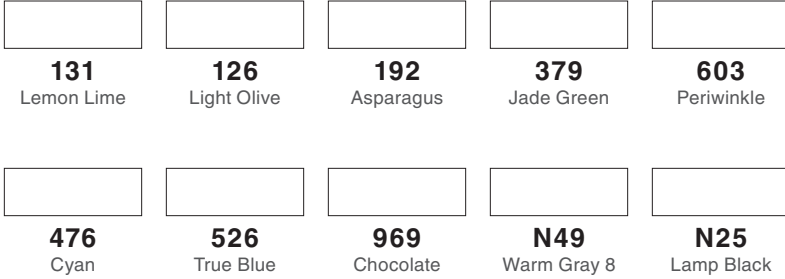 131 126 192 379 603
Lemon Lime Light Olive Asparagus Jade Green Periwinkle
476 526 969 N49 N25
Cyan True Blue Chocolate Warm Gray 8 Lamp Black